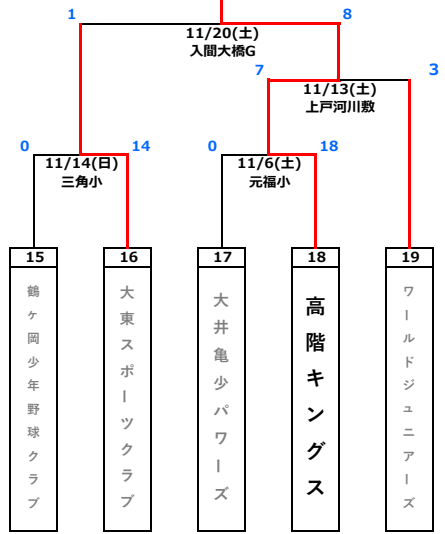 1
8
11/20(土)
入間大橋G
7
3
11/13(土)
上戸河川敷
0
14
0
18
11/14(日)
三角小
11/6(土)
元福小
15
16
17
18
19
鶴ケ岡少年野球クラブ
大東スポーツクラブ
大井亀少パワーズ
高階キングス
ワールドジュニアーズ